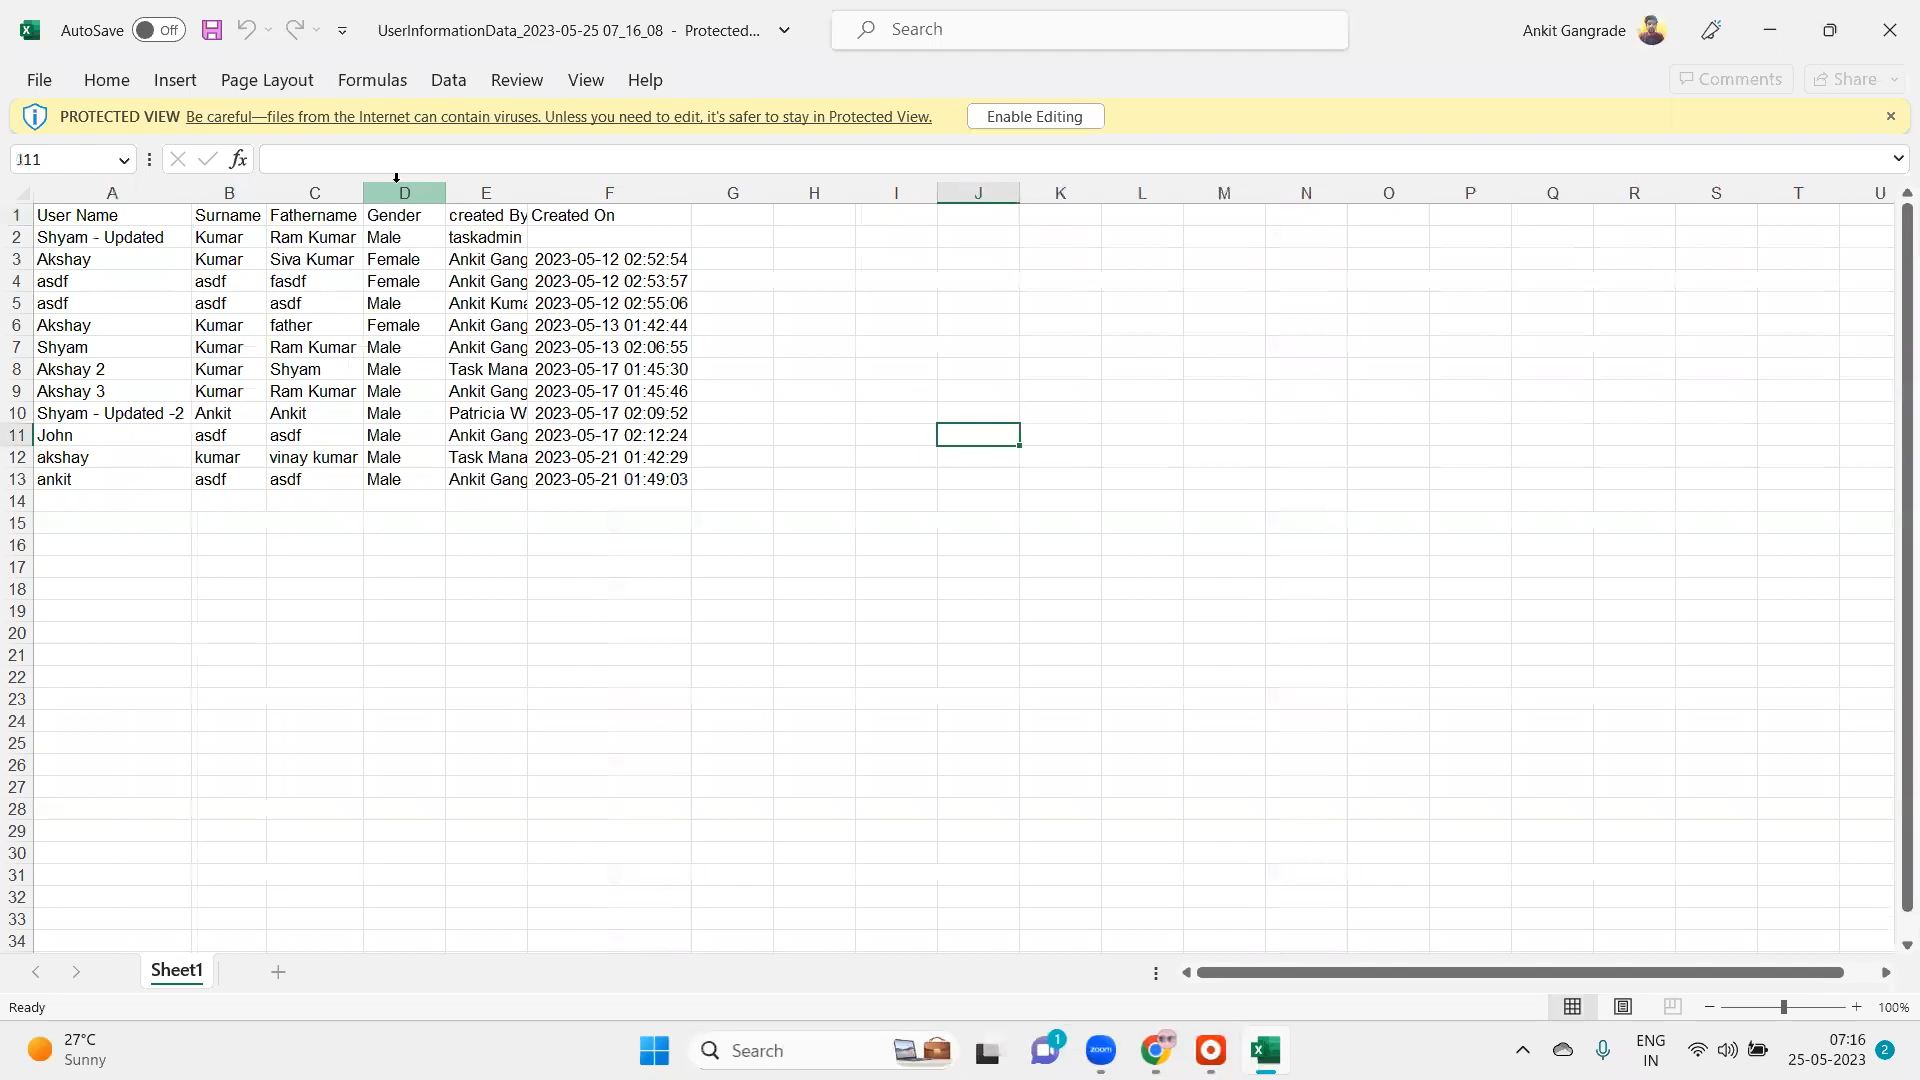 AutoSave Off UserInformationData_2023-05-25 07_16_08 - Protected... Search Ankit Gangrade
File Home Insert Page Layout Formulas Data Review View Help Comments Share
PROTECTED VIEW Be careful—files from the Internet can contain viruses. Unless you need to edit, it's safer to stay in Protected View. Enable Editing
J11 fx
A B C D E F G H I J K L M N O P Q R S T U
1 User Name Surname Fathername Gender created By Created On
2 Shyam - Updated Kumar Ram Kumar Male taskadmin
3 Akshay Kumar Siva Kumar Female Ankit Gang 2023-05-12 02:52:54
4 asdf asdf fasdf Female Ankit Gang 2023-05-12 02:53:57
5 asdf asdf asdf Male Ankit Kuma 2023-05-12 02:55:06
6 Akshay Kumar father Female Ankit Gang 2023-05-13 01:42:44
7 Shyam Kumar Ram Kumar Male Ankit Gang 2023-05-13 02:06:55
8 Akshay 2 Kumar Shyam Male Task Mana 2023-05-17 01:45:30
9 Akshay 3 Kumar Ram Kumar Male Ankit Gang 2023-05-17 01:45:46
10 Shyam - Updated -2 Ankit Ankit Male Patricia W 2023-05-17 02:09:52
11 John asdf asdf Male Ankit Gang 2023-05-17 02:12:24
12 akshay kumar vinay kumar Male Task Mana 2023-05-21 01:42:29
13 ankit asdf asdf Male Ankit Gang 2023-05-21 01:49:03
14
15
16
17
18
19
20
21
22
23
24
25
26
27
28
29
30
31
32
33
34
Sheet1
Ready 100%
27°C Search zoom 1 ENG 07:16
Sunny IN 25-05-2023 2